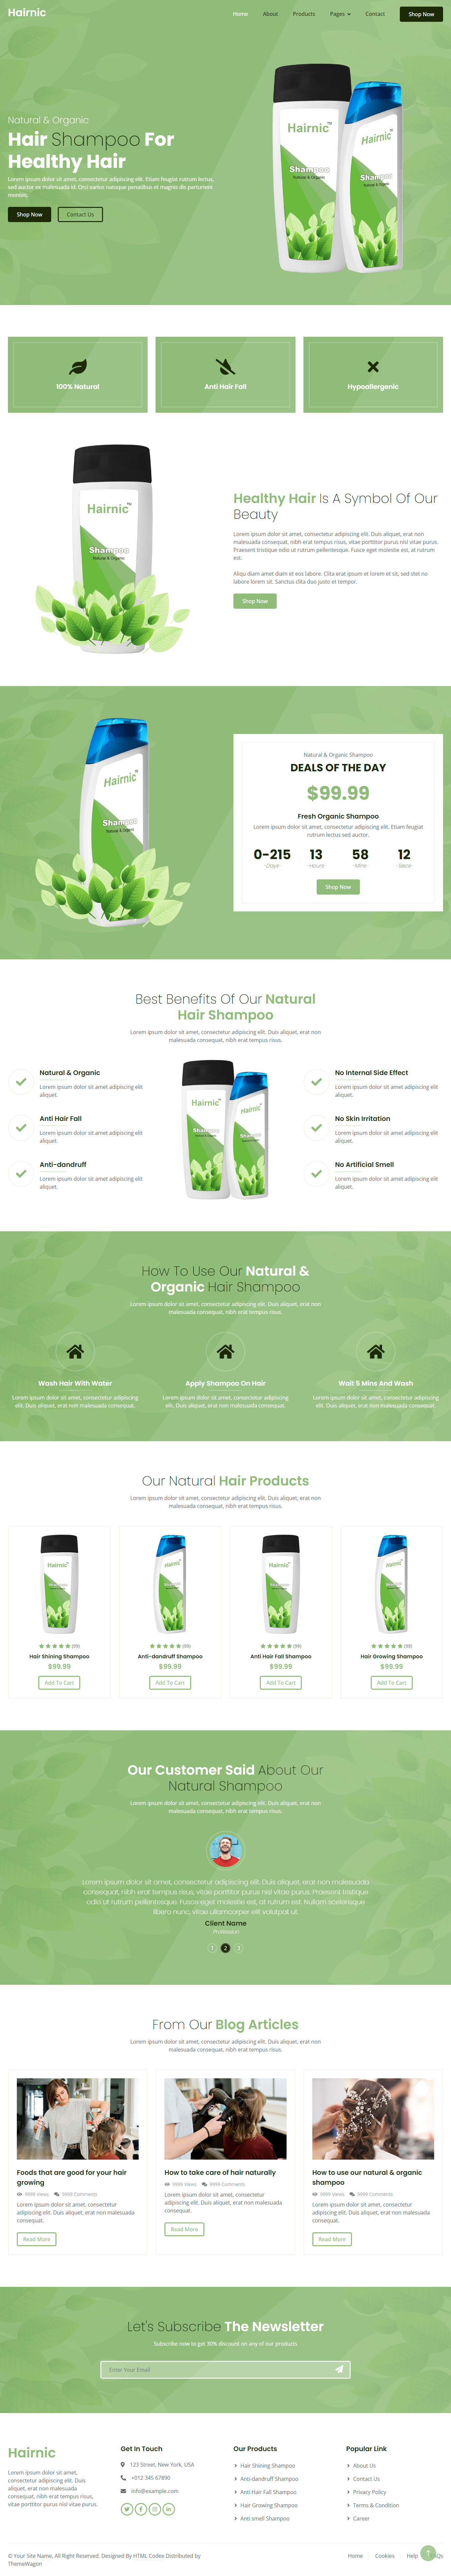 Hairnic
Home
About
Products
Pages
Contact
Shop Now
Natural & Organic
Hair Shampoo For
Healthy Hair
Lorem ipsum dolor sit amet, consectetur adipiscing elit. Etiam feugiat rutrum lectus,
sed auctor ex malesuada id. Orci varius natoque penatibus et magnis dis parturient
montes.
Shop Now
Contact Us
Hairnic™
Shampoo
Natural & Organic
Hairnic™
Shampoo
Natural & Organic
100% Natural
Anti Hair Fall
Hypoallergenic
Hairnic™
Shampoo
Natural & Organic
Healthy Hair Is A Symbol Of Our
Beauty
Lorem ipsum dolor sit amet, consectetur adipiscing elit. Duis aliquet, erat non
malesuada consequat, nibh erat tempus risus, vitae porttitor purus nisl vitae purus.
Praesent tristique odio ut rutrum pellentesque. Fusce eget molestie est, at rutrum
est.
Aliqu diam amet diam et eos labore. Clita erat ipsum et lorem et sit, sed stet no
labore lorem sit. Sanctus clita duo justo et tempor.
Shop Now
Hairnic™
Shampoo
Natural & Organic
Natural & Organic Shampoo
DEALS OF THE DAY
$99.99
Fresh Organic Shampoo
Lorem ipsum dolor sit amet, consectetur adipiscing elit. Etiam feugiat
rutrum lectus sed auctor.
0-215
13
58
12
-Days-
-Hours-
-Mins-
-Secs-
Shop Now
Best Benefits Of Our Natural
Hair Shampoo
Lorem ipsum dolor sit amet, consectetur adipiscing elit. Duis aliquet, erat non
malesuada consequat, nibh erat tempus risus.
Natural & Organic
Lorem ipsum dolor sit amet adipiscing elit
aliquet.
Anti Hair Fall
Lorem ipsum dolor sit amet adipiscing elit
aliquet.
Anti-dandruff
Lorem ipsum dolor sit amet adipiscing elit
aliquet.
Hairnic™
Shampoo
Hairnic™
Shampoo
No Internal Side Effect
Lorem ipsum dolor sit amet adipiscing elit
aliquet.
No Skin Irritation
Lorem ipsum dolor sit amet adipiscing elit
aliquet.
No Artificial Smell
Lorem ipsum dolor sit amet adipiscing elit
aliquet.
How To Use Our Natural &
Organic Hair Shampoo
Lorem ipsum dolor sit amet, consectetur adipiscing elit. Duis aliquet, erat non
malesuada consequat, nibh erat tempus risus.
Wash Hair With Water
Lorem ipsum dolor sit amet, consectetur adipiscing
elit. Duis aliquet, erat non malesuada consequat.
Apply Shampoo On Hair
Lorem ipsum dolor sit amet, consectetur adipiscing
elit. Duis aliquet, erat non malesuada consequat.
Wait 5 Mins And Wash
Lorem ipsum dolor sit amet, consectetur adipiscing
elit. Duis aliquet, erat non malesuada consequat.
Our Natural Hair Products
Lorem ipsum dolor sit amet, consectetur adipiscing elit. Duis aliquet, erat non
malesuada consequat, nibh erat tempus risus.
Hairnic™
Hairnic™
Hairnic™
Hairnic™
(99)
Hair Shining Shampoo
$99.99
Add To Cart
(99)
Anti-dandruff Shampoo
$99.99
Add To Cart
(99)
Anti Hair Fall Shampoo
$99.99
Add To Cart
(99)
Hair Growing Shampoo
$99.99
Add To Cart
Our Customer Said About Our
Natural Shampoo
Lorem ipsum dolor sit amet, consectetur adipiscing elit. Duis aliquet, erat non
malesuada consequat, nibh erat tempus risus.
Lorem ipsum dolor sit amet, consectetur adipiscing elit. Duis aliquet, erat non malesuada
consequat, nibh erat tempus risus, vitae porttitor purus nisl vitae purus. Praesent tristique
odio ut rutrum pellentesque. Fusce eget molestie est, at rutrum est. Nullam scelerisque
libero nunc, vitae ullamcorper elit volutpat ut.
Client Name
Profession
1
2
3
From Our Blog Articles
Lorem ipsum dolor sit amet, consectetur adipiscing elit. Duis aliquet, erat non
malesuada consequat, nibh erat tempus risus.
Foods that are good for your hair
growing
9999 Views
9999 Comments
Lorem ipsum dolor sit amet, consectetur
adipiscing elit. Duis aliquet, erat non malesuada
consequat.
Read More
How to take care of hair naturally
9999 Views
9999 Comments
Lorem ipsum dolor sit amet, consectetur
adipiscing elit. Duis aliquet, erat non malesuada
consequat.
Read More
How to use our natural & organic
shampoo
9999 Views
9999 Comments
Lorem ipsum dolor sit amet, consectetur
adipiscing elit. Duis aliquet, erat non malesuada
consequat.
Read More
Let's Subscribe The Newsletter
Subscribe now to get 30% discount on any of our products
Enter Your Email
Hairnic
Lorem ipsum dolor sit amet, consectetur
adipiscing elit. Duis aliquet, erat non malesuada
consequat, nibh erat tempus risus,
vitae porttitor purus nisl vitae purus.
Get In Touch
123 Street, New York, USA
+012 345 67890
info@example.com
Our Products
Hair Shining Shampoo
Anti-dandruff Shampoo
Anti Hair Fall Shampoo
Hair Growing Shampoo
Anti smell Shampoo
Popular Link
About Us
Contact Us
Privacy Policy
Terms & Condition
Career
© Your Site Name, All Right Reserved. Designed By HTML Codex Distributed by
ThemeWagon
Home
Cookies
Help